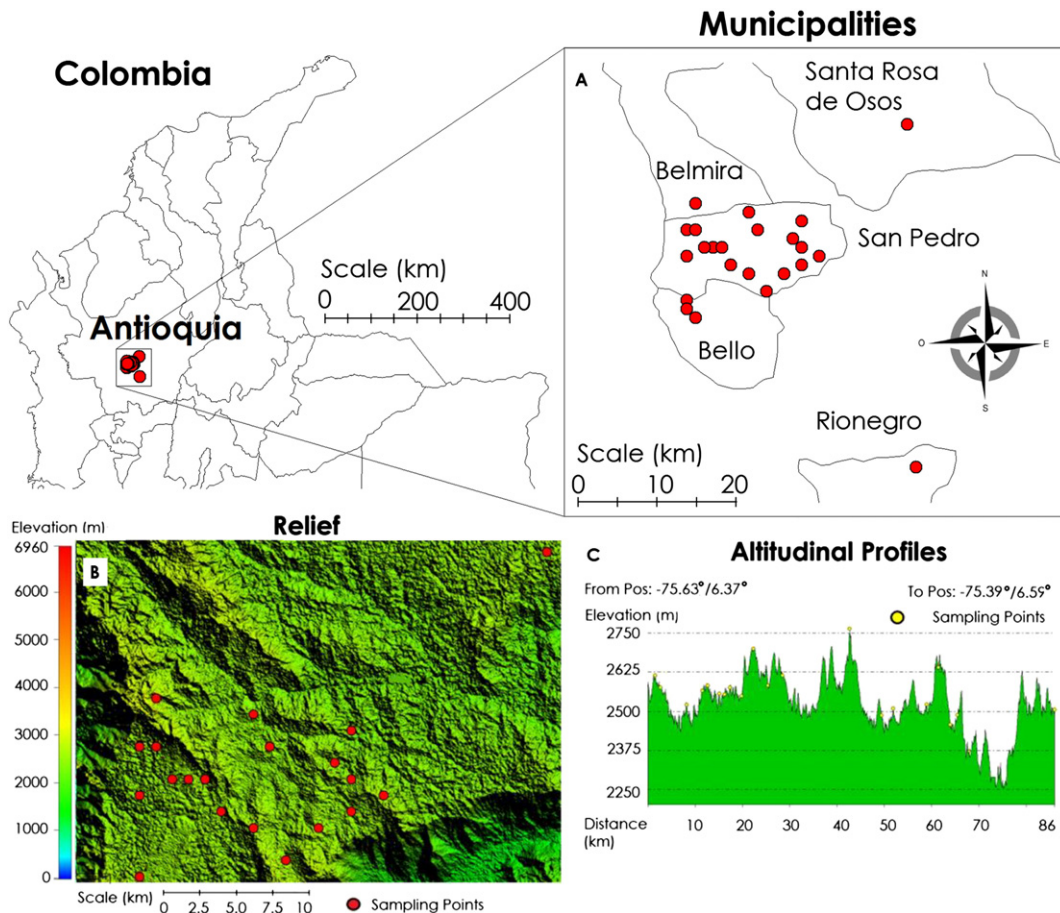 Municipalities
Colombia
A
Santa Rosa
de Osos
Belmira
San Pedro
Scale (km)
0 200 400
Antioquia
Bello
N
O E
S
Rionegro
Scale (km)
0 10 20
Relief
Elevation (m)
6960
6000
5000
4000
3000
2000
1000
0
B
Scale (km)
0 2.5 5.0 7.5 10
Sampling Points
C Altitudinal Profiles
From Pos: -75.63°/6.37° To Pos: -75.39°/6.59°
Elevation (m) Sampling Points
2750
2625
2500
2375
2250
Distance 0 10 20 30 40 50 60 70 86
(km)